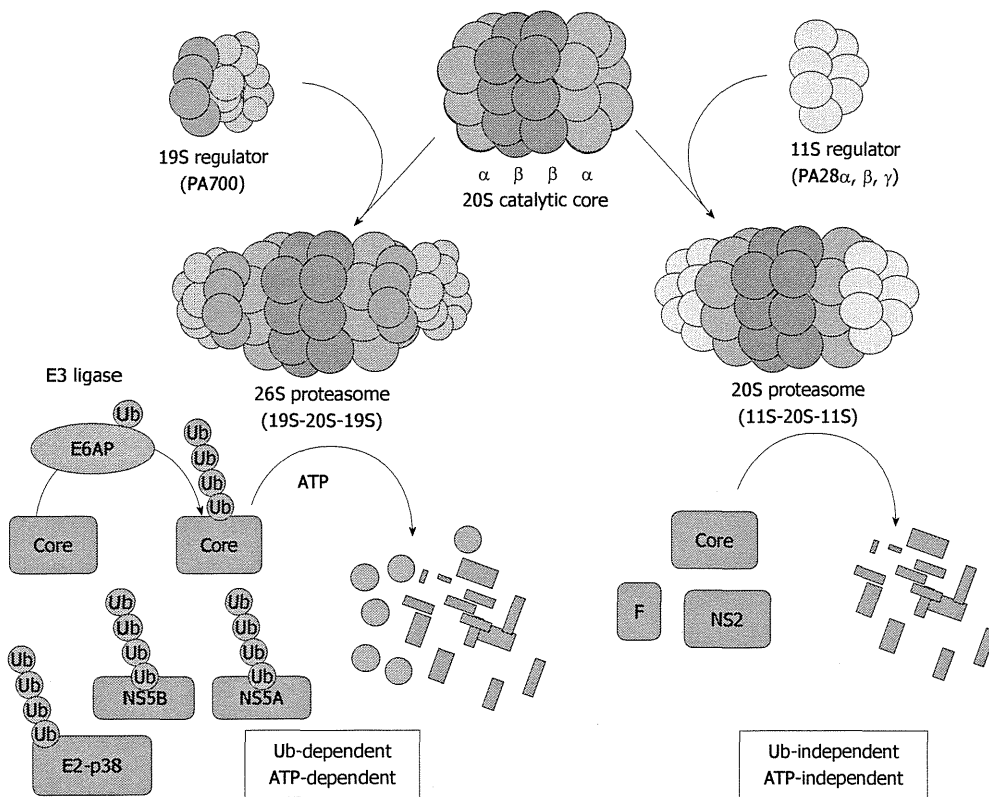 19S regulator
(PA700)
α β β α
20S catalytic core
11S regulator
(PA28α, β, γ)
26S proteasome
(19S-20S-19S)
20S proteasome
(11S-20S-11S)
E3 ligase
Ub
E6AP
Core
Ub
Ub
Ub
Ub
Core
ATP
Ub
Ub
Ub
Ub
NS5B
Ub
Ub
Ub
Ub
NS5A
Ub
Ub
Ub
Ub
E2-p38
Ub-dependent
ATP-dependent
Core
F
NS2
Ub-independent
ATP-independent